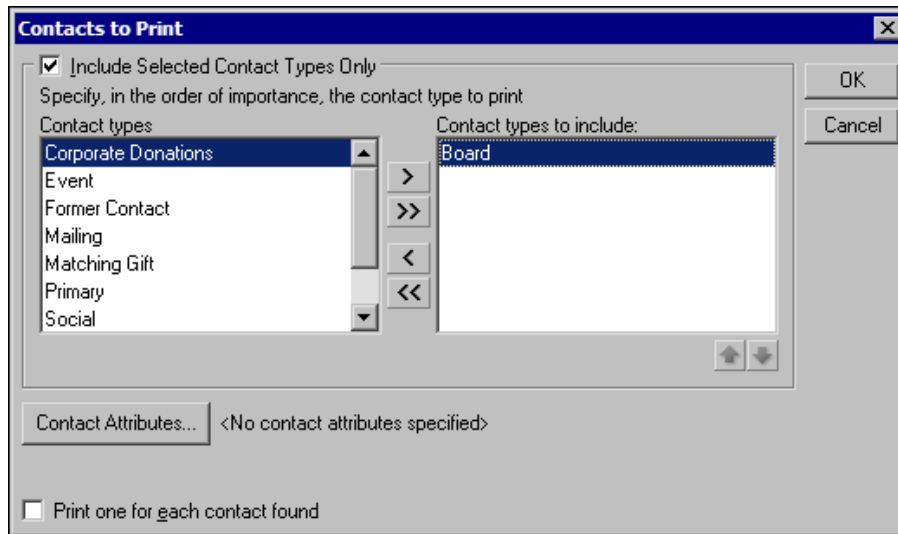 Contacts to Print
Include Selected Contact Types Only
OK
Specify, in the order of importance, the contact type to print
Contact types
Contact types to include:
Cancel
Corporate Donations
Board
Event
>
Former Contact
>>
Mailing
Matching Gift
<
Primary
<<
Social
Contact Attributes...
<No contact attributes specified>
Print one for each contact found